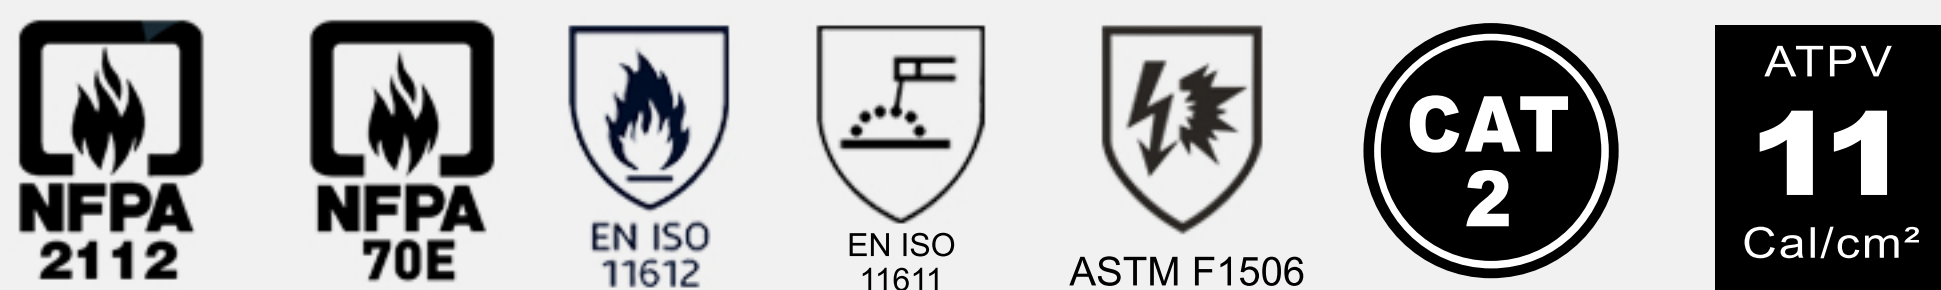 NFPA
2112
NFPA
70E
EN ISO
11612
EN ISO
11611
ASTM F1506
CAT
2
ATPV
11
Cal/cm²